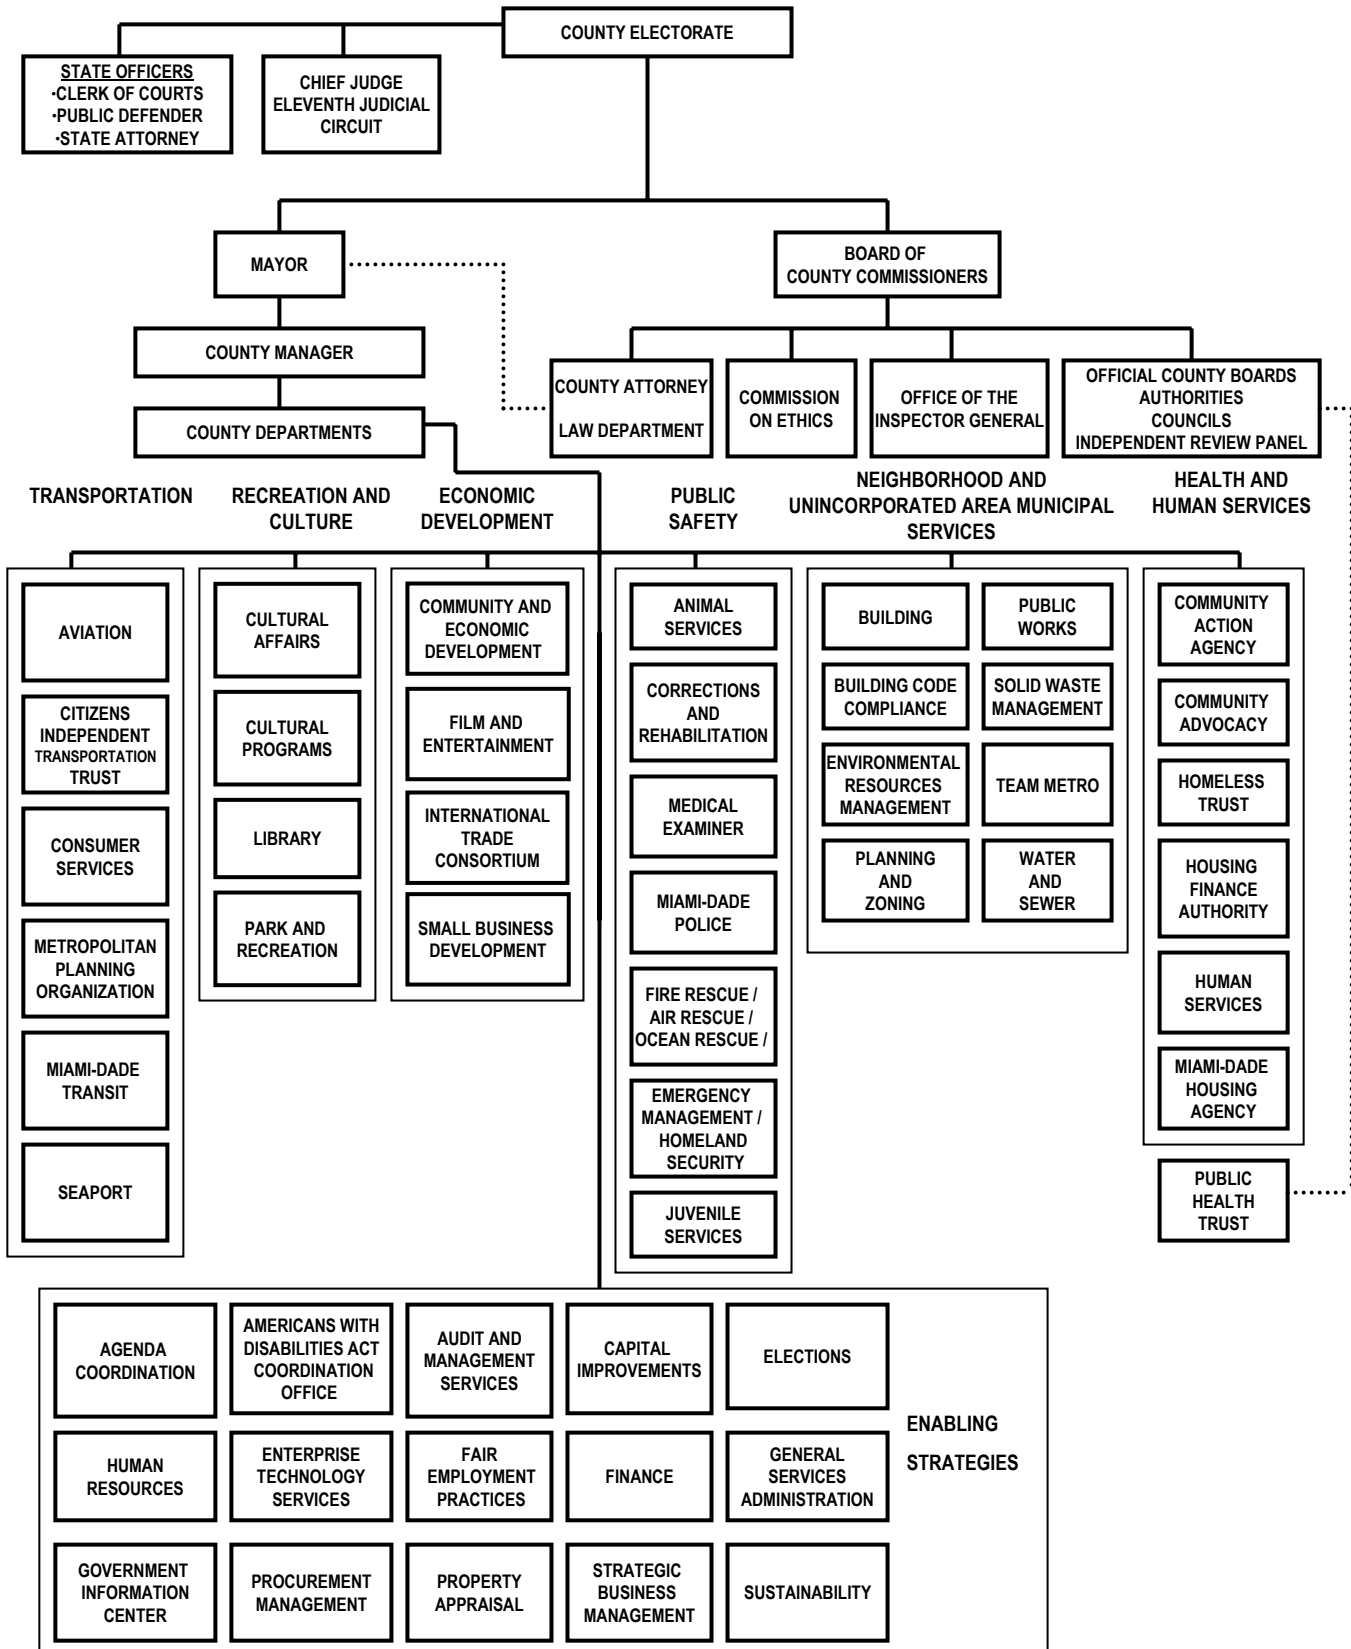 COUNTY ELECTORATE
STATE OFFICERS
·CLERK OF COURTS
·PUBLIC DEFENDER
·STATE ATTORNEY
CHIEF JUDGE
ELEVENTH JUDICIAL
CIRCUIT
MAYOR
BOARD OF
COUNTY COMMISSIONERS
COUNTY MANAGER
COUNTY DEPARTMENTS
COUNTY ATTORNEY
LAW DEPARTMENT
COMMISSION
ON ETHICS
OFFICE OF THE
INSPECTOR GENERAL
OFFICIAL COUNTY BOARDS
AUTHORITIES
COUNCILS
INDEPENDENT REVIEW PANEL
TRANSPORTATION
AVIATION
CITIZENS
INDEPENDENT
TRANSPORTATION
TRUST
CONSUMER
SERVICES
METROPOLITAN
PLANNING
ORGANIZATION
MIAMI-DADE
TRANSIT
SEAPORT
RECREATION AND
CULTURE
CULTURAL
AFFAIRS
CULTURAL
PROGRAMS
LIBRARY
PARK AND
RECREATION
ECONOMIC
DEVELOPMENT
COMMUNITY AND
ECONOMIC
DEVELOPMENT
FILM AND
ENTERTAINMENT
INTERNATIONAL
TRADE
CONSORTIUM
SMALL BUSINESS
DEVELOPMENT
PUBLIC
SAFETY
ANIMAL
SERVICES
CORRECTIONS
AND
REHABILITATION
MEDICAL
EXAMINER
MIAMI-DADE
POLICE
FIRE RESCUE /
AIR RESCUE /
OCEAN RESCUE /
EMERGENCY
MANAGEMENT /
HOMELAND
SECURITY
JUVENILE
SERVICES
NEIGHBORHOOD AND
UNINCORPORATED AREA MUNICIPAL
SERVICES
BUILDING
PUBLIC
WORKS
BUILDING CODE
COMPLIANCE
SOLID WASTE
MANAGEMENT
ENVIRONMENTAL
RESOURCES
MANAGEMENT
TEAM METRO
PLANNING
AND
ZONING
WATER
AND
SEWER
HEALTH AND
HUMAN SERVICES
COMMUNITY
ACTION
AGENCY
COMMUNITY
ADVOCACY
HOMELESS
TRUST
HOUSING
FINANCE
AUTHORITY
HUMAN
SERVICES
MIAMI-DADE
HOUSING
AGENCY
PUBLIC
HEALTH
TRUST
AGENDA
COORDINATION
AMERICANS WITH
DISABILITIES ACT
COORDINATION
OFFICE
AUDIT AND
MANAGEMENT
SERVICES
CAPITAL
IMPROVEMENTS
ELECTIONS
ENABLING
STRATEGIES
HUMAN
RESOURCES
ENTERPRISE
TECHNOLOGY
SERVICES
FAIR
EMPLOYMENT
PRACTICES
FINANCE
GENERAL
SERVICES
ADMINISTRATION
GOVERNMENT
INFORMATION
CENTER
PROCUREMENT
MANAGEMENT
PROPERTY
APPRAISAL
STRATEGIC
BUSINESS
MANAGEMENT
SUSTAINABILITY